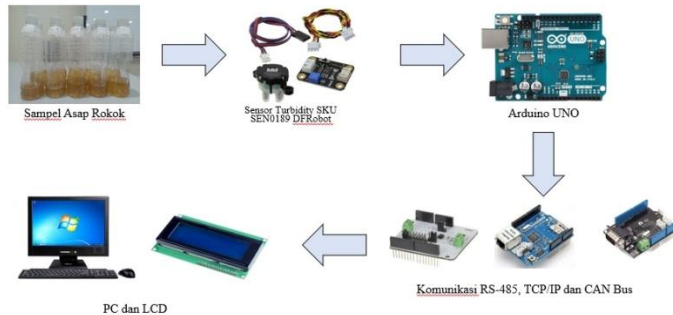 Sampel Asap Rokok
Sensor Turbidity SKU
SEN0189 DFRobot
UNO
Arduino UNO
PC dan LCD
Komunikasi RS-485, TCP/IP dan CAN Bus